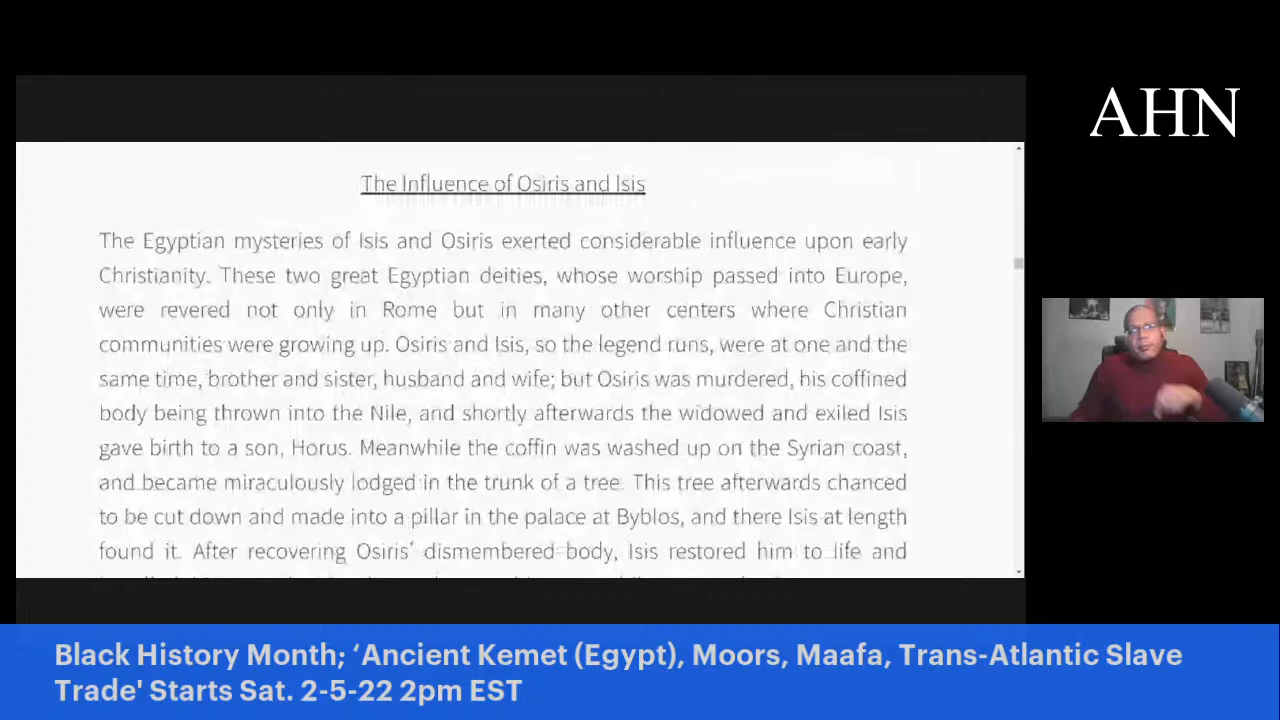 AHN
The Influence of Osiris and Isis
The Egyptian mysteries of Isis and Osiris exerted considerable influence upon early
Christianity. These two great Egyptian deities, whose worship passed into Europe,
were revered not only in Rome but in many other centers where Christian
communities were growing up. Osiris and Isis, so the legend runs, were at one and the
same time, brother and sister, husband and wife; but Osiris was murdered, his coffined
body being thrown into the Nile, and shortly afterwards the widowed and exiled Isis
gave birth to a son, Horus. Meanwhile the coffin was washed up on the Syrian coast,
and became miraculously lodged in the trunk of a tree. This tree afterwards chanced
to be cut down and made into a pillar in the palace at Byblos, and there Isis at length
found it. After recovering Osiris’ dismembered body, Isis restored him to life and
Black History Month; ‘Ancient Kemet (Egypt), Moors, Maafa, Trans-Atlantic Slave
Trade' Starts Sat. 2-5-22 2pm EST